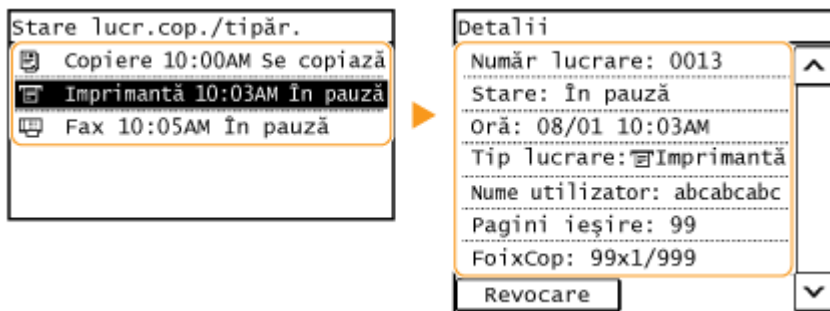 Stare lucr.cop./tipăr.
Copiere 10:00AM Se copiază
Imprimantă 10:03AM În pauză
Fax 10:05AM În pauză
Detalii
Număr lucrare: 0013
Stare: În pauză
Oră: 08/01 10:03AM
Tip lucrare: Imprimantă
Nume utilizator: abcabcabc
Pagini ieşire: 99
FoixCop: 99x1/999
Revocare